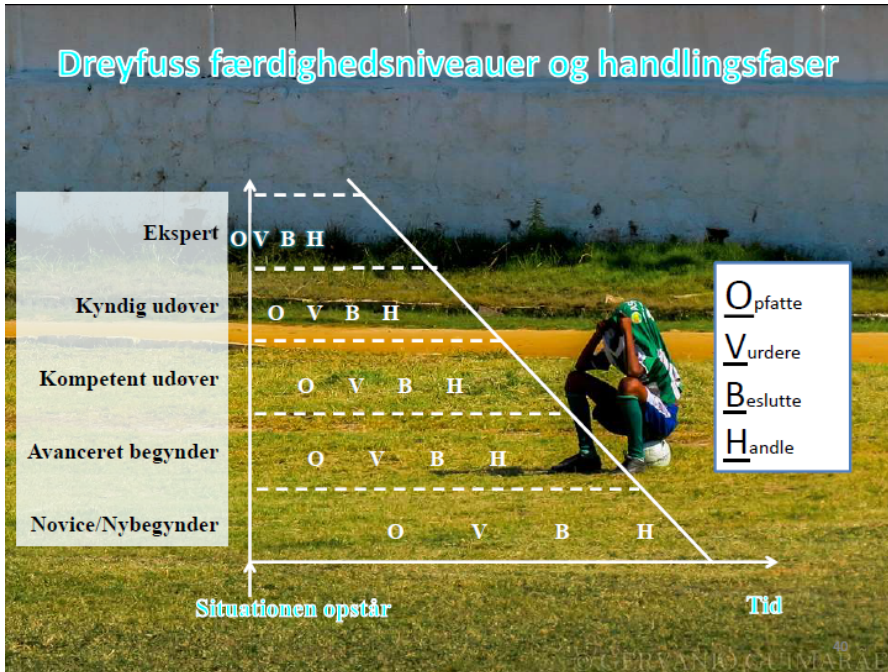 Dreyfuss færdighedsniveauer og handlingsfaser
Ekspert
O V B H
Kyndig udøver
O V B H
Kompetent udøver
O V B H
Avanceret begynder
O V B H
Novice/Nybegynder
O V B H
Opfatte
Vurdere
Beslutte
Handle
Situationen opstår
Tid
40